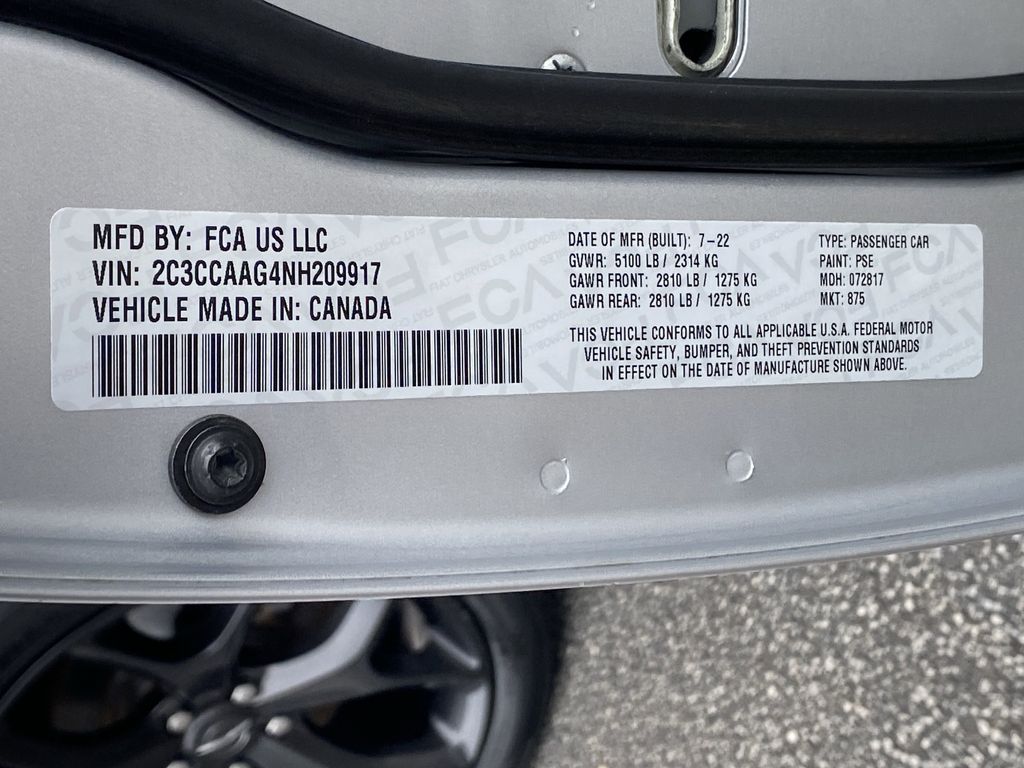 MFD BY: FCA US LLC
VIN: 2C3CCAAG4NH209917
VEHICLE MADE IN: CANADA
DATE OF MFR (BUILT): 7-22
GVWR: 5100 LB / 2314 KG
GAWR FRONT: 2810 LB / 1275 KG
GAWR REAR: 2810 LB / 1275 KG
TYPE: PASSENGER CAR
PAINT: PSE
MDH: 072817
MKT: 875
THIS VEHICLE CONFORMS TO ALL APPLICABLE U.S.A. FEDERAL MOTOR
VEHICLE SAFETY, BUMPER, AND THEFT PREVENTION STANDARDS
IN EFFECT ON THE DATE OF MANUFACTURE SHOWN ABOVE.